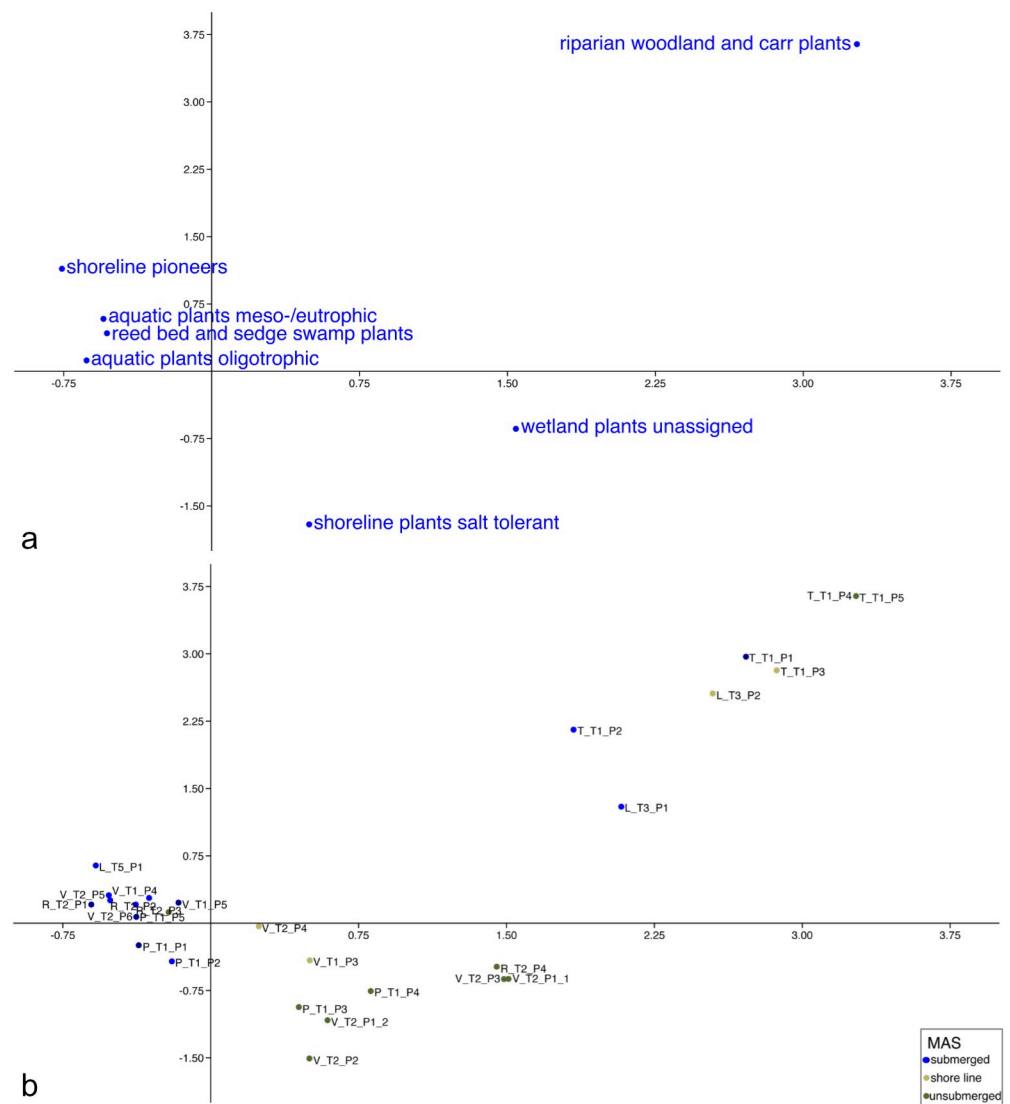 3.75
riparian woodland and carr plants
3.00
2.25
1.50
shoreline pioneers
0.75
aquatic plants meso-/eutrophic
reed bed and sedge swamp plants
aquatic plants oligotrophic
-0.75 0.75 1.50 2.25 3.00 3.75
-0.75
wetland plants unassigned
-1.50
shoreline plants salt tolerant
a
3.75
T_T1_P4 T_T1_P5
3.00
T_T1_P1
T_T1_P3
L_T3_P2
2.25
T_T1_P2
1.50
L_T3_P1
0.75
L_T5_P1
V_T2_P5 V_T1_P4
R_T2_P1 R_T2_P2 R_T2_P3 V_T1_P5
V_T2_P6 P_T1_P5
V_T2_P4
-0.75 0.75 1.50 2.25 3.00 3.75
P_T1_P1
P_T1_P2 V_T1_P3
R_T2_P4
V_T2_P3 V_T2_P1_1
-0.75
P_T1_P4
P_T1_P3
V_T2_P1_2
-1.50
V_T2_P2
MAS
submerged
shore line
unsubmerged
b